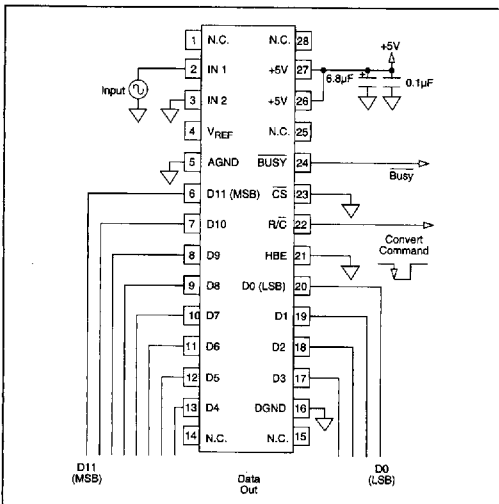 +5V
1 N.C. N.C. 28
2 IN 1 +5V 27
6.8µF + 0.1µF
Input
3 IN 2 +5V 26
4 VREF N.C. 25
5 AGND BUSY 24
Busy
6 D11 (MSB) CS 23
7 D10 R/C 22
Convert
Command
8 D9 HBE 21
9 D8 D0 (LSB) 20
10 D7 D1 19
11 D6 D2 18
12 D5 D3 17
13 D4 DGND 16
14 N.C. N.C. 15
D11
(MSB)
Data
Out
D0
(LSB)